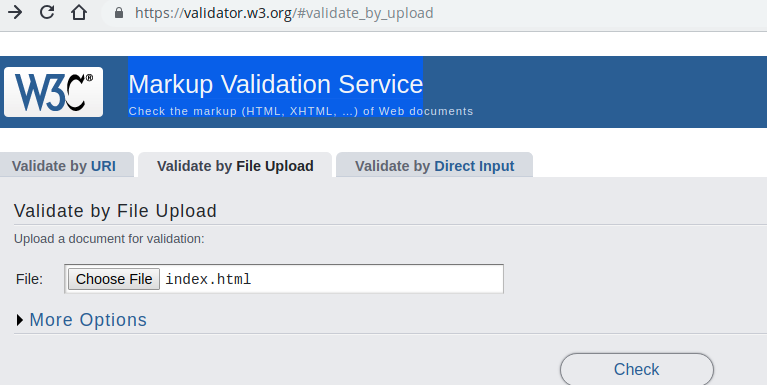 https://validator.w3.org/#validate_by_upload
W3C® Markup Validation Service
Check the markup (HTML, XHTML, …) of Web documents
Validate by URI Validate by File Upload Validate by Direct Input
Validate by File Upload
Upload a document for validation:
File: Choose File index.html
More Options
Check